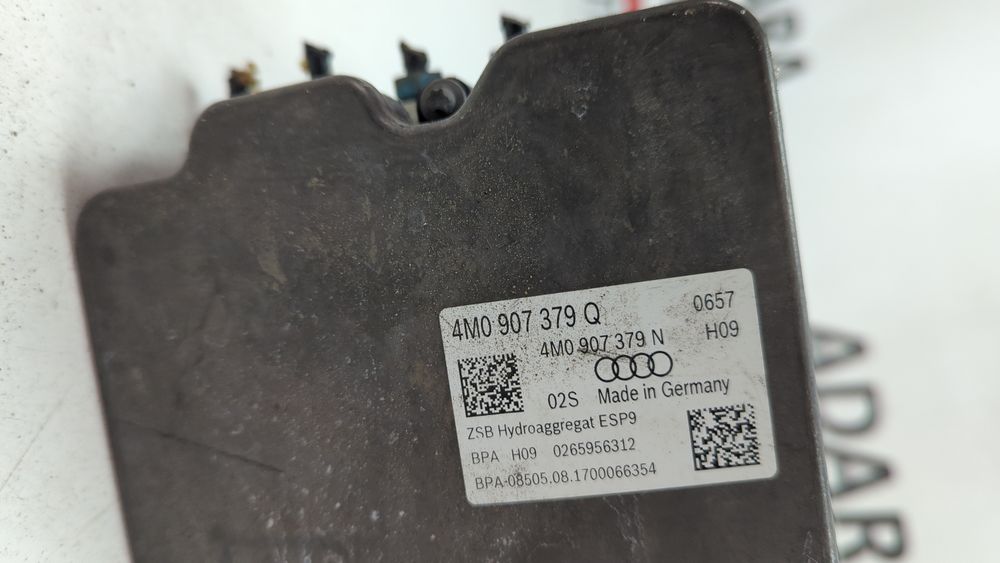 4M0 907 379 Q 0657
4M0 907 379 N H09
02S Made in Germany
ZSB Hydroaggregat ESP9
BPA H09 0265956312
BPA-08505.08.1700066354
APAR